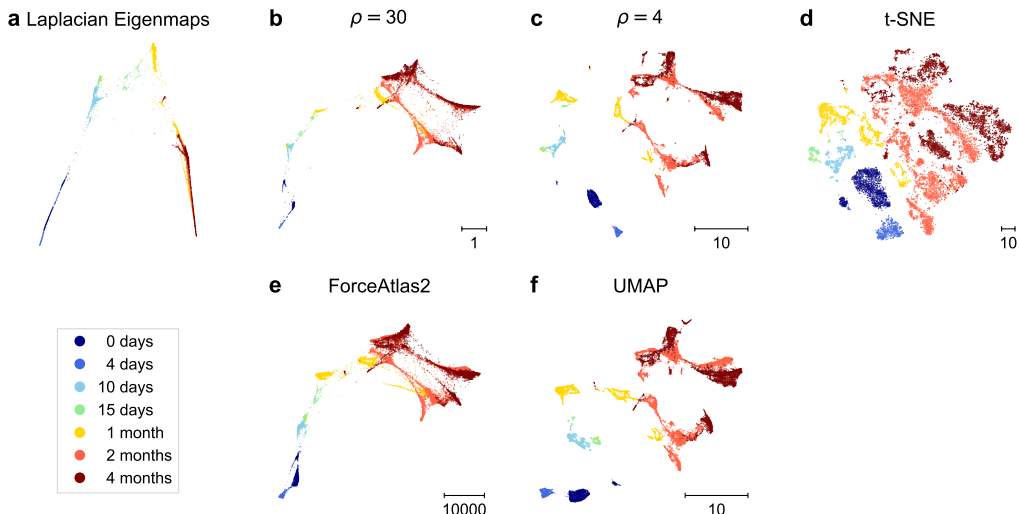 a Laplacian Eigenmaps
b ρ = 30
c ρ = 4
d t-SNE
1
10
10
e ForceAtlas2
f UMAP
0 days
4 days
10 days
15 days
1 month
2 months
4 months
10000
10